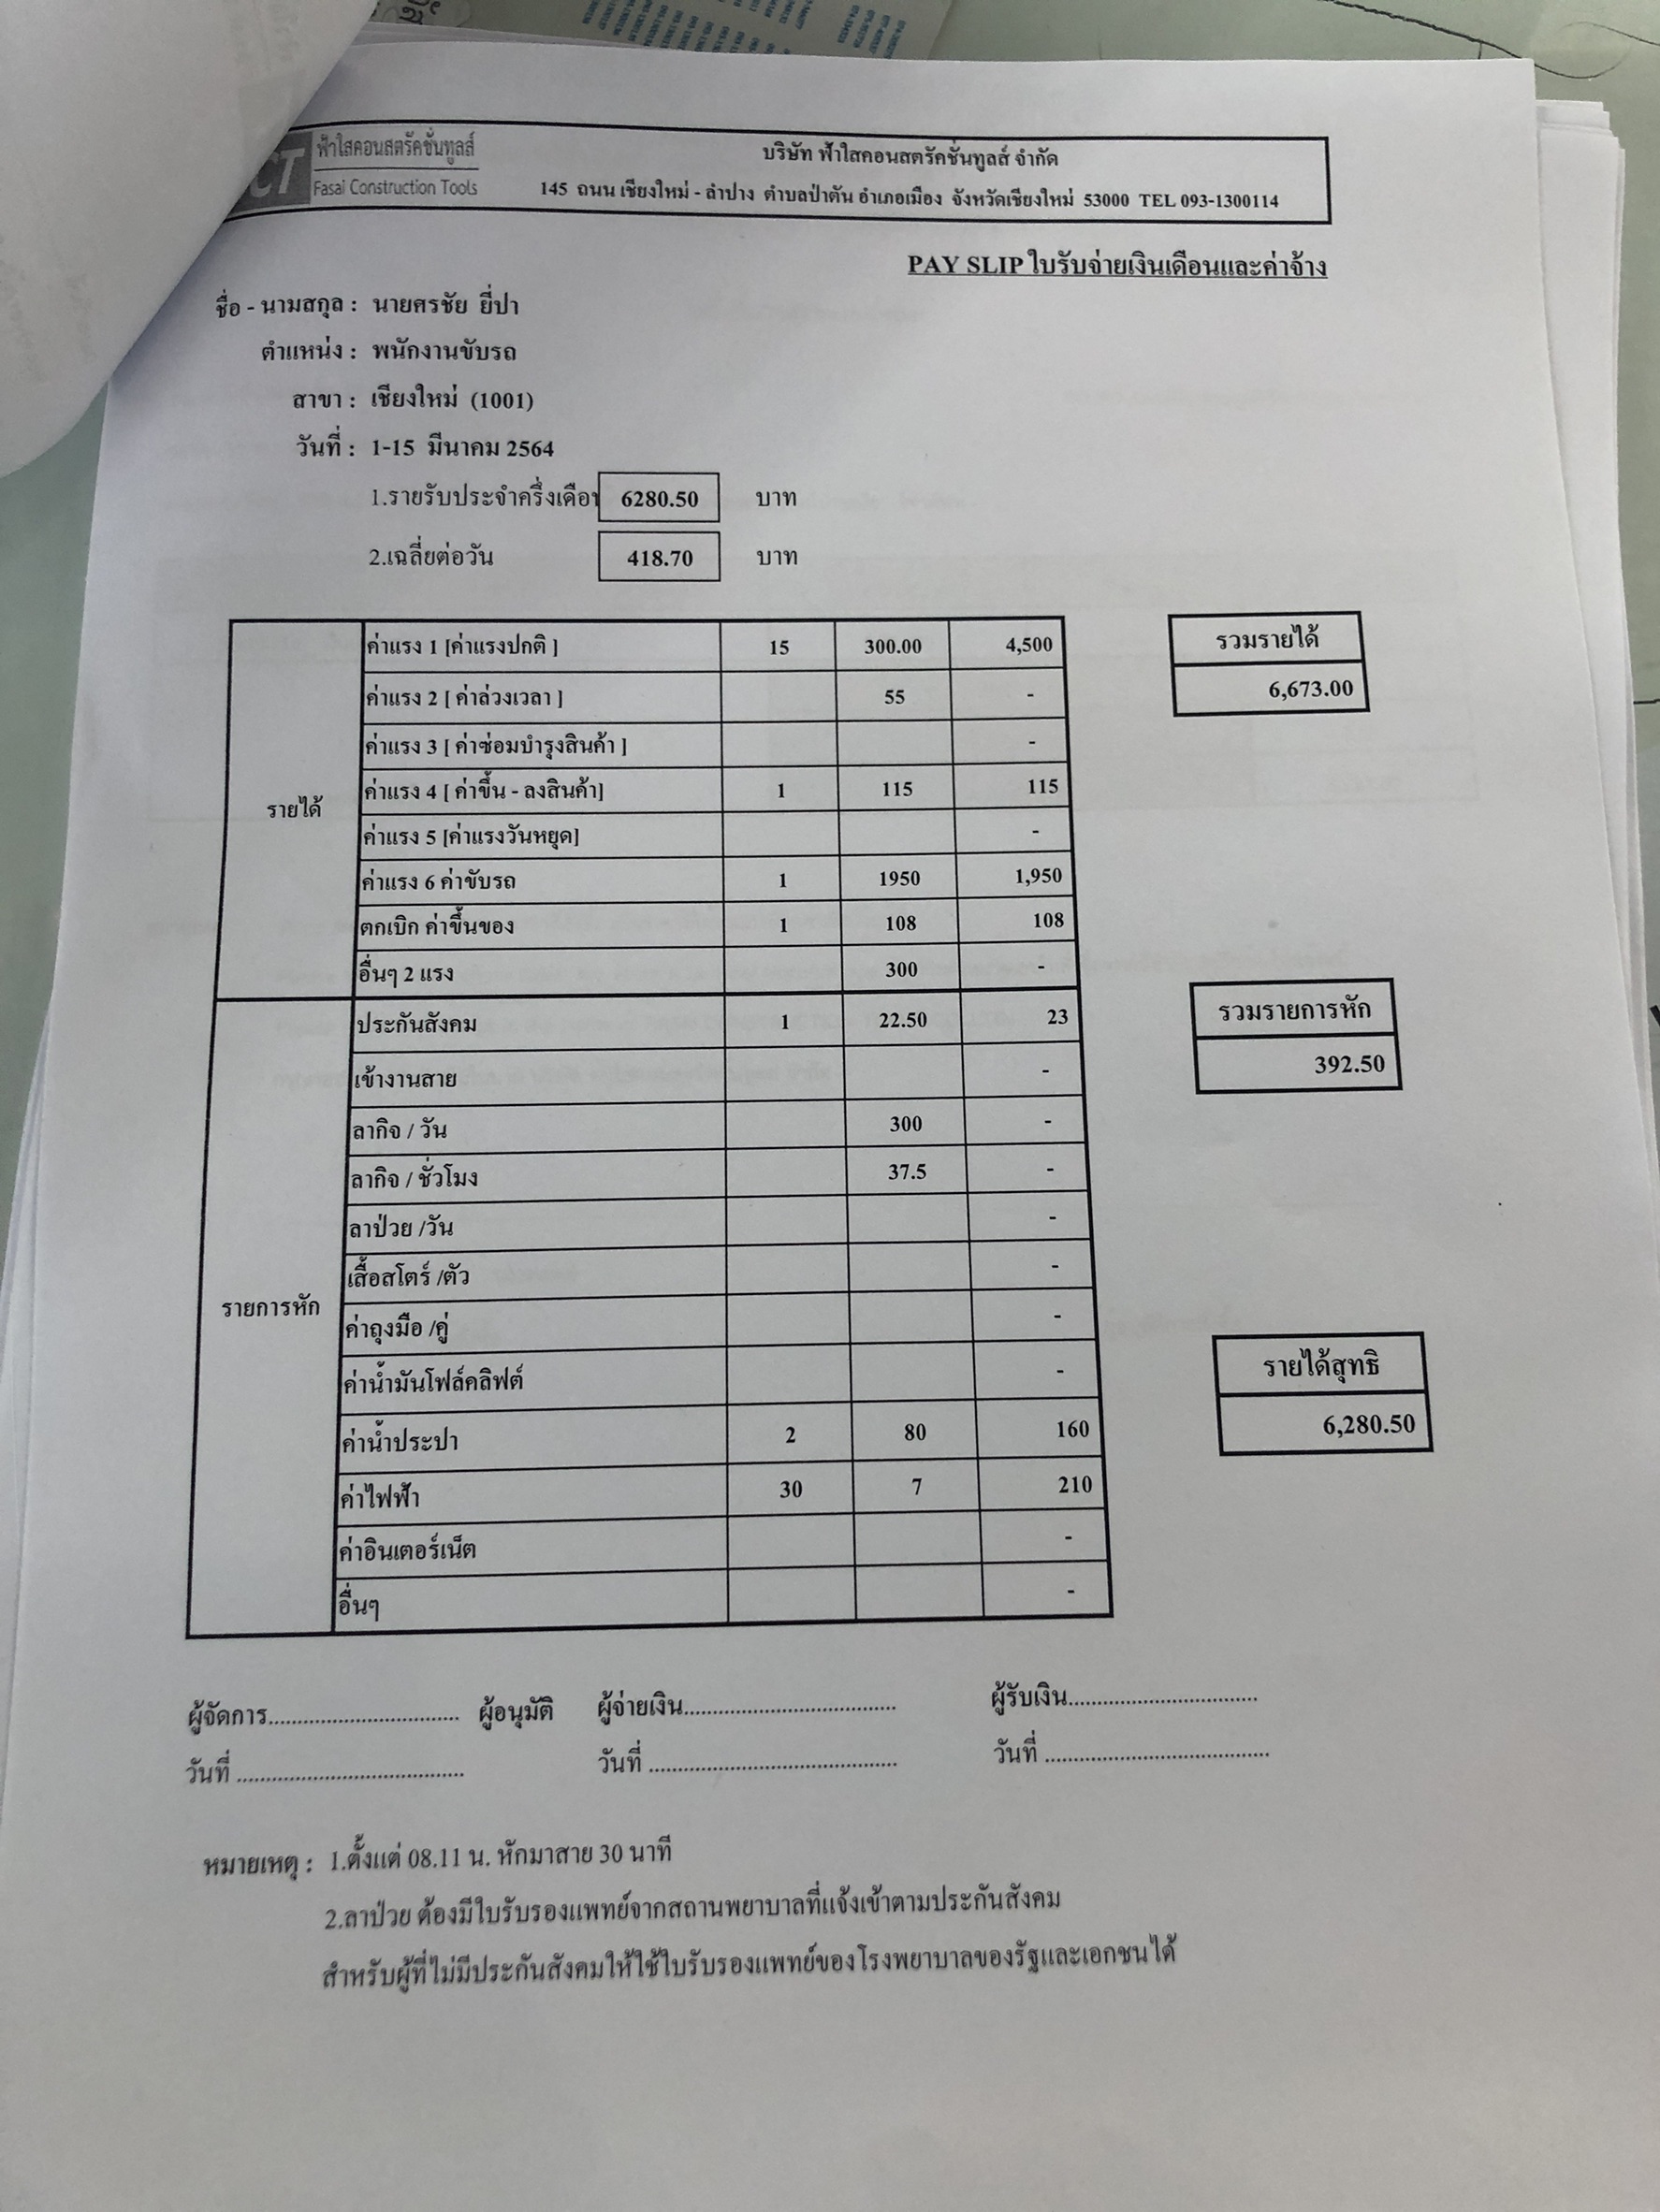 CT ฟ้าใสคอนสตรัคชั่นทูลส์
Fasai Construction Tools
บริษัท ฟ้าใสคอนสตรัคชั่นทูลส์ จำกัด
145 ถนน เชียงใหม่ - ลำปาง ตำบลป่าตัน อำเภอเมือง จังหวัดเชียงใหม่ 53000 TEL 093-1300114
PAY SLIP ใบรับจ่ายเงินเดือนและค่าจ้าง
ชื่อ - นามสกุล : นายศรชัย ยี่ปา
ตำแหน่ง : พนักงานขับรถ
สาขา : เชียงใหม่ (1001)
วันที่ : 1-15 มีนาคม 2564
1.รายรับประจำครึ่งเดือน 6280.50 บาท
2.เฉลี่ยต่อวัน 418.70 บาท
รายได้
ค่าแรง 1 [ค่าแรงปกติ ] 15 300.00 4,500
ค่าแรง 2 [ ค่าล่วงเวลา ] 55 -
ค่าแรง 3 [ ค่าซ่อมบำรุงสินค้า ] -
ค่าแรง 4 [ ค่าขึ้น - ลงสินค้า] 1 115 115
ค่าแรง 5 [ค่าแรงวันหยุด] -
ค่าแรง 6 ค่าขับรถ 1 1950 1,950
ตกเบิก ค่าขึ้นของ 1 108 108
อื่นๆ 2 แรง 300 -
รวมรายได้
6,673.00
รายการหัก
ประกันสังคม 1 22.50 23
เข้างานสาย -
ลากิจ / วัน 300 -
ลากิจ / ชั่วโมง 37.5 -
ลาป่วย /วัน -
เสื้อสโตร์ /ตัว -
ค่าถุงมือ /คู่ -
ค่าน้ำมันโฟล์คลิฟต์ -
ค่าน้ำประปา 2 80 160
ค่าไฟฟ้า 30 7 210
ค่าอินเตอร์เน็ต -
อื่นๆ -
รวมรายการหัก
392.50
รายได้สุทธิ
6,280.50
ผู้จัดการ................................. ผู้อนุมัติ ผู้จ่ายเงิน..................................... ผู้รับเงิน.................................
วันที่ ....................................... วันที่ ........................................... วันที่ .......................................
หมายเหตุ : 1.ตั้งแต่ 08.11 น. หักมาสาย 30 นาที
2.ลาป่วย ต้องมีใบรับรองแพทย์จากสถานพยาบาลที่แจ้งเข้าตามประกันสังคม
สำหรับผู้ที่ไม่มีประกันสังคมให้ใช้ใบรับรองแพทย์ของโรงพยาบาลของรัฐและเอกชนได้